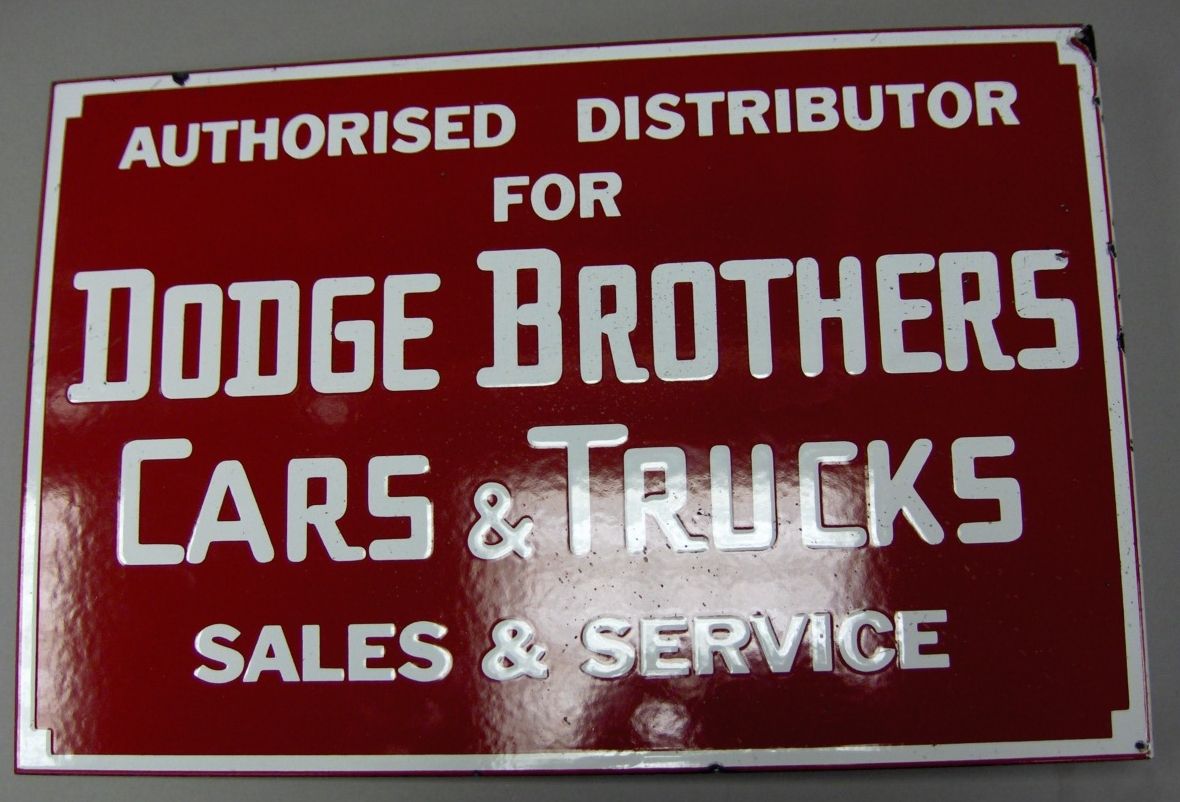 AUTHORISED DISTRIBUTOR
FOR
DODGE BROTHERS
CARS & TRUCKS
SALES & SERVICE